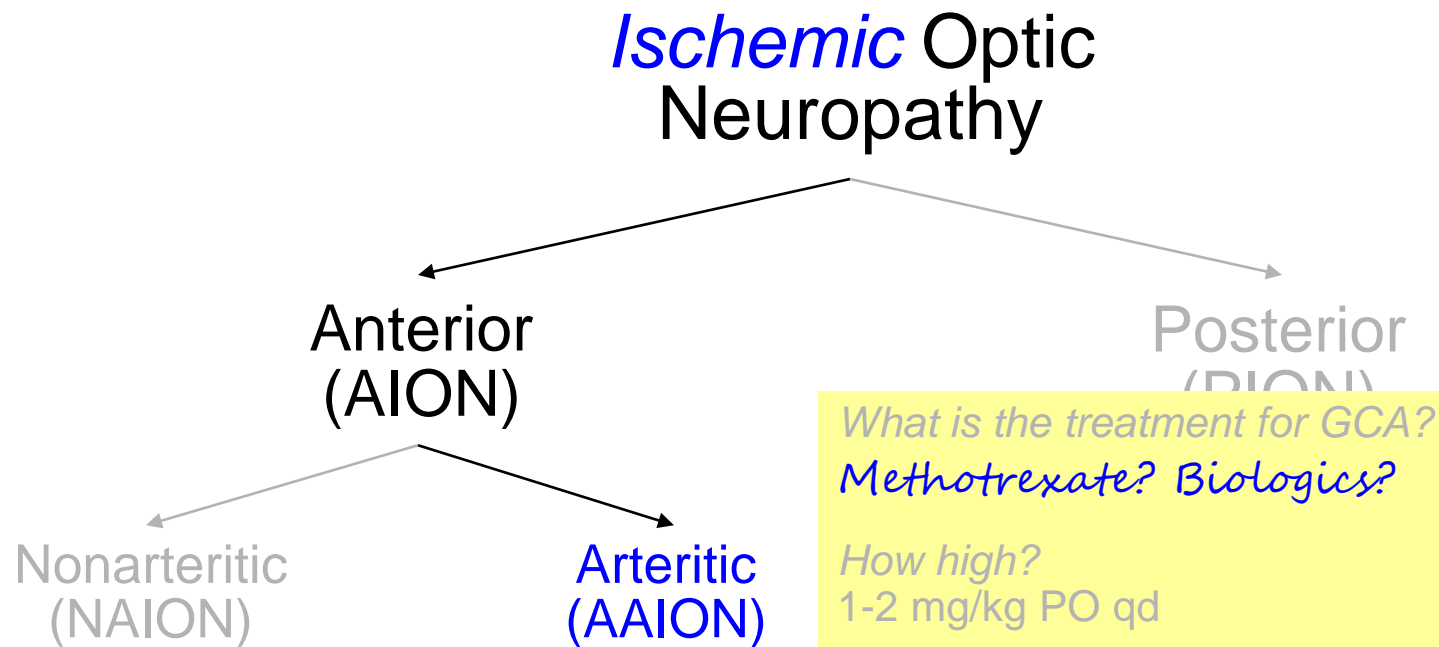 Ischemic Optic
Neuropathy
Anterior
(AION)
Posterior
(PION)
What is the treatment for GCA?
Methotrexate? Biologics?
How high?
1-2 mg/kg PO qd
Nonarteritic
(NAION)
Arteritic
(AAION)